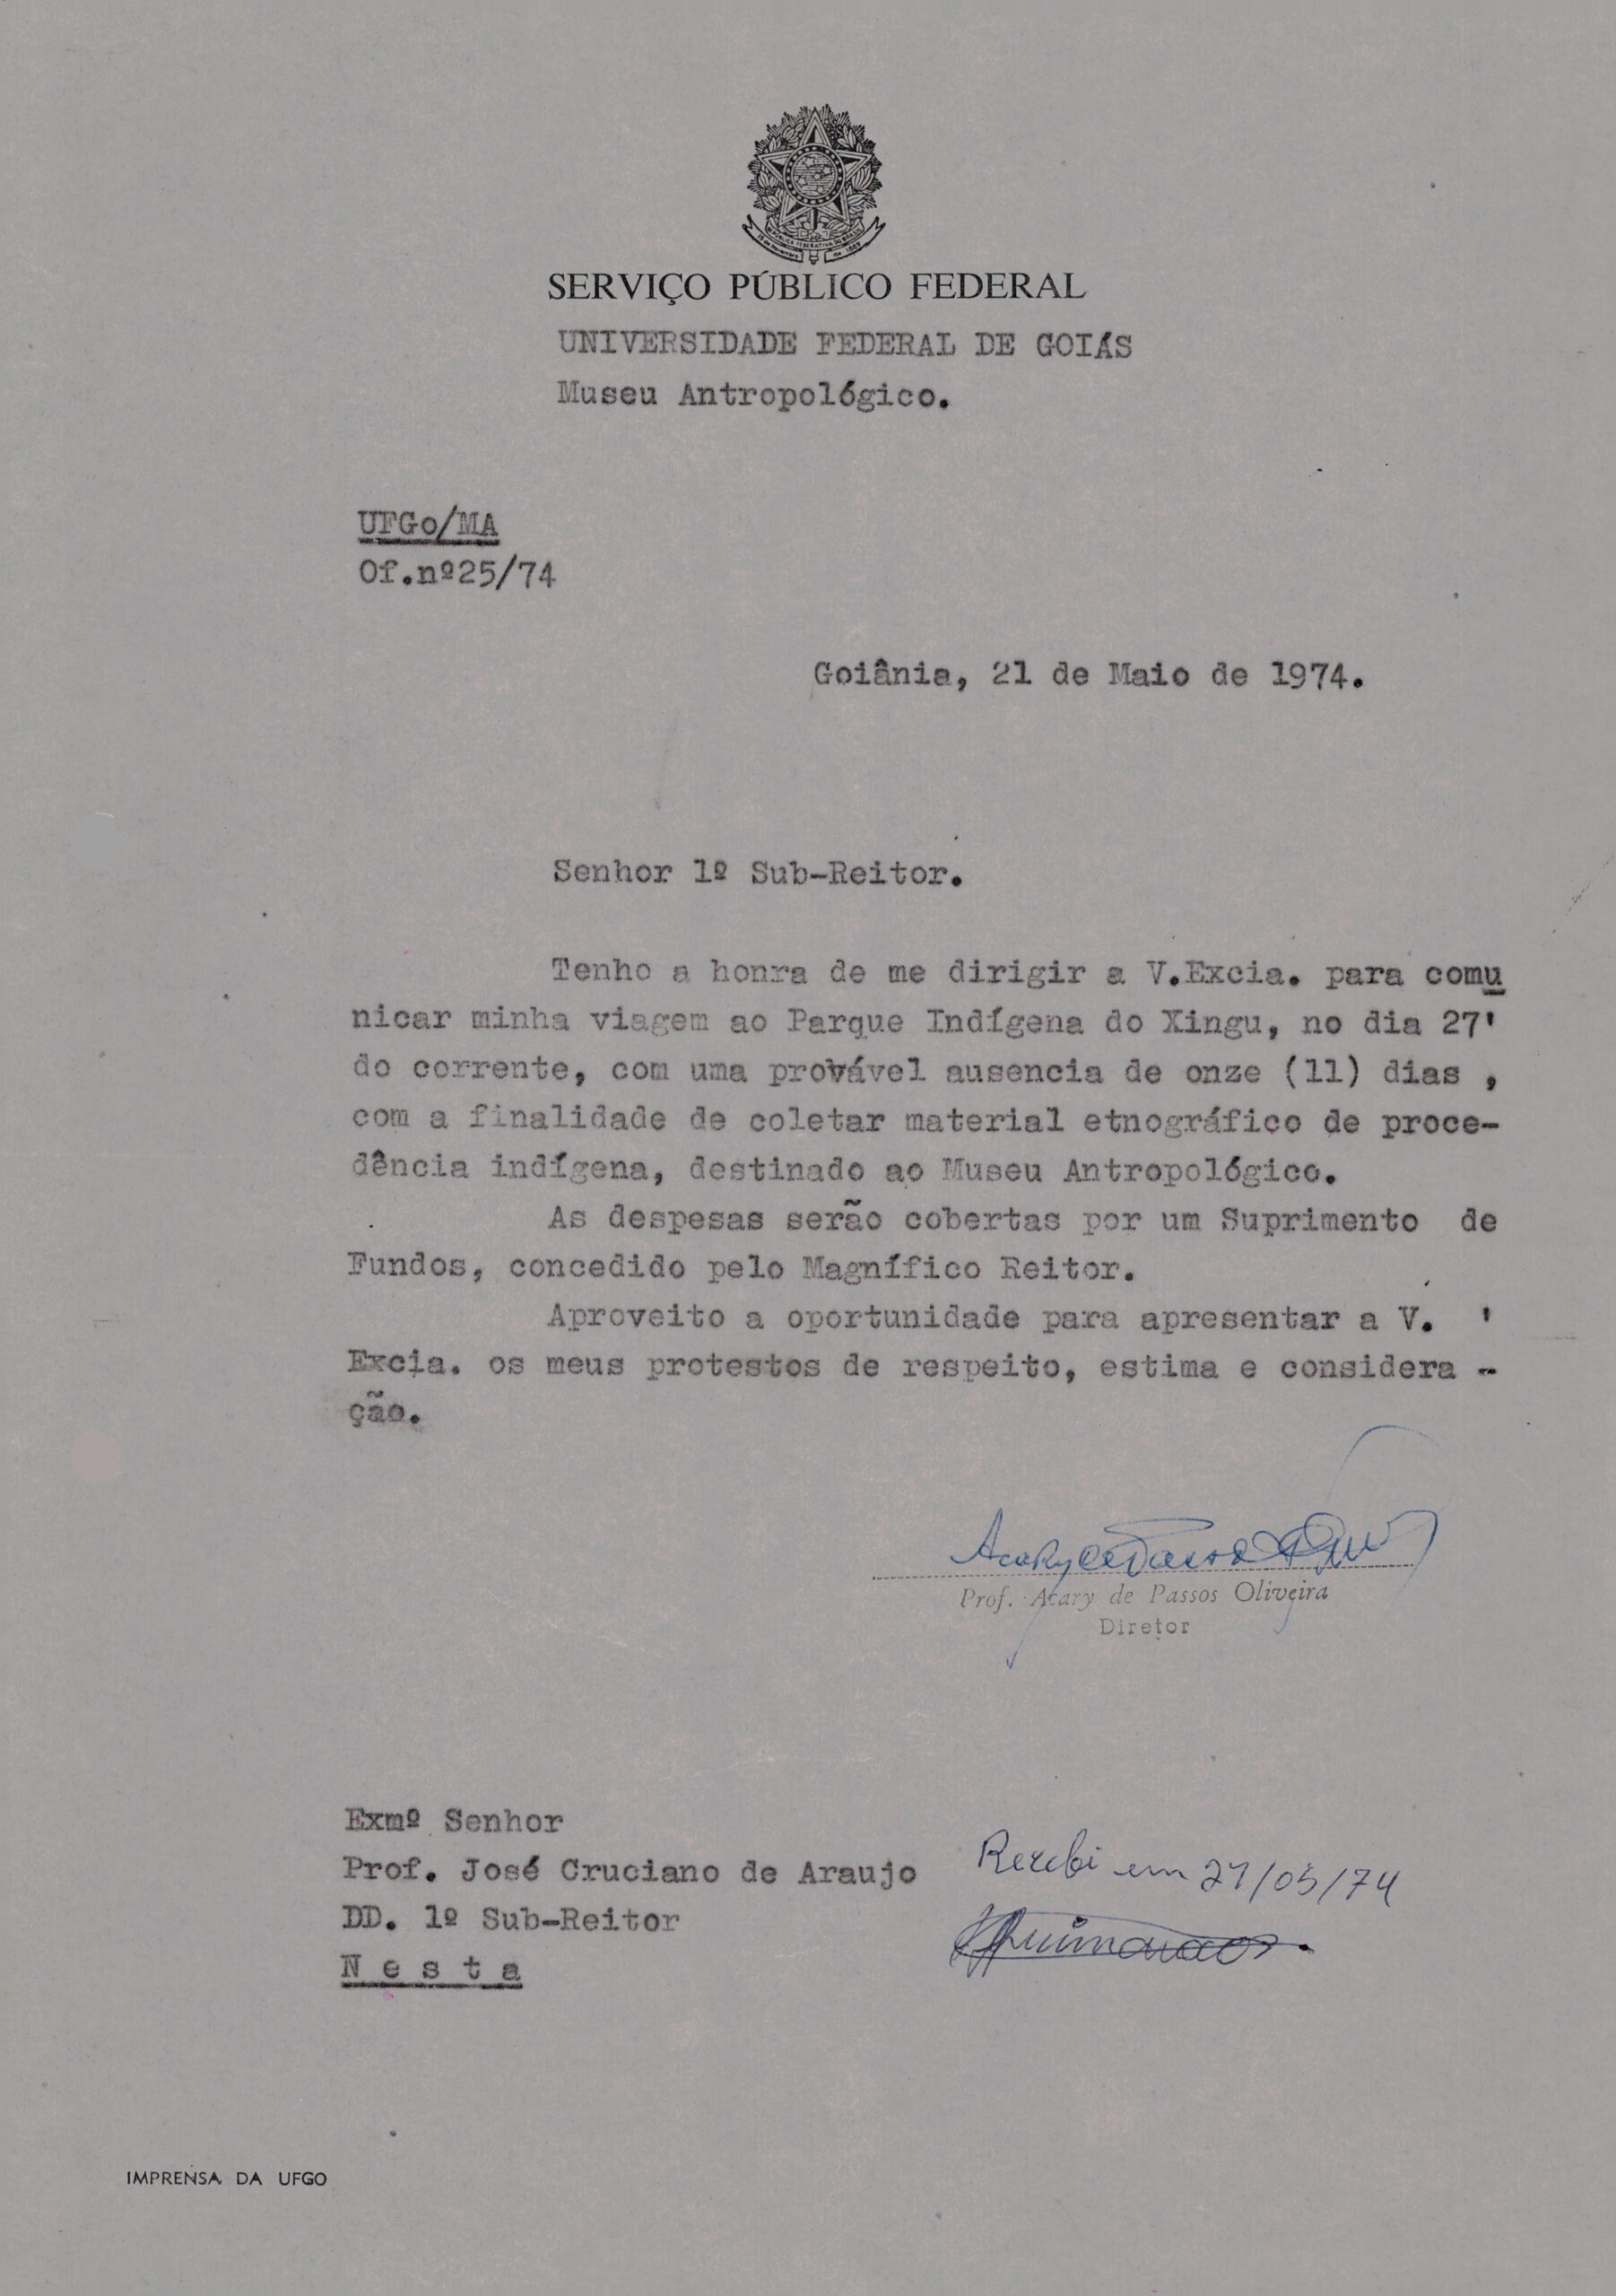 SERVIÇO PÚBLICO FEDERAL
UNIVERSIDADE FEDERAL DE GOIÁS
Museu Antropológico.
UFGo/MA
Of.nº25/74
Goiânia, 21 de Maio de 1974.
Senhor 1º Sub-Reitor.
Tenho a honra de me dirigir a V.Excia. para comu
nicar minha viagem ao Parque Indígena do Xingu, no dia 27'
do corrente, com uma provável ausencia de onze (11) dias ,
com a finalidade de coletar material etnográfico de proce-
dência indígena, destinado ao Museu Antropológico.
As despesas serão cobertas por um Suprimento de
Fundos, concedido pelo Magnífico Reitor.
Aproveito a oportunidade para apresentar a V. '
Excia. os meus protestos de respeito, estima e considera -
ção.
Prof. Acary de Passos Oliveira
Diretor
Exmº Senhor
Prof. José Cruciano de Araujo
DD. 1º Sub-Reitor
N e s t a
Recebi em 21/05/74
IMPRENSA DA UFGO